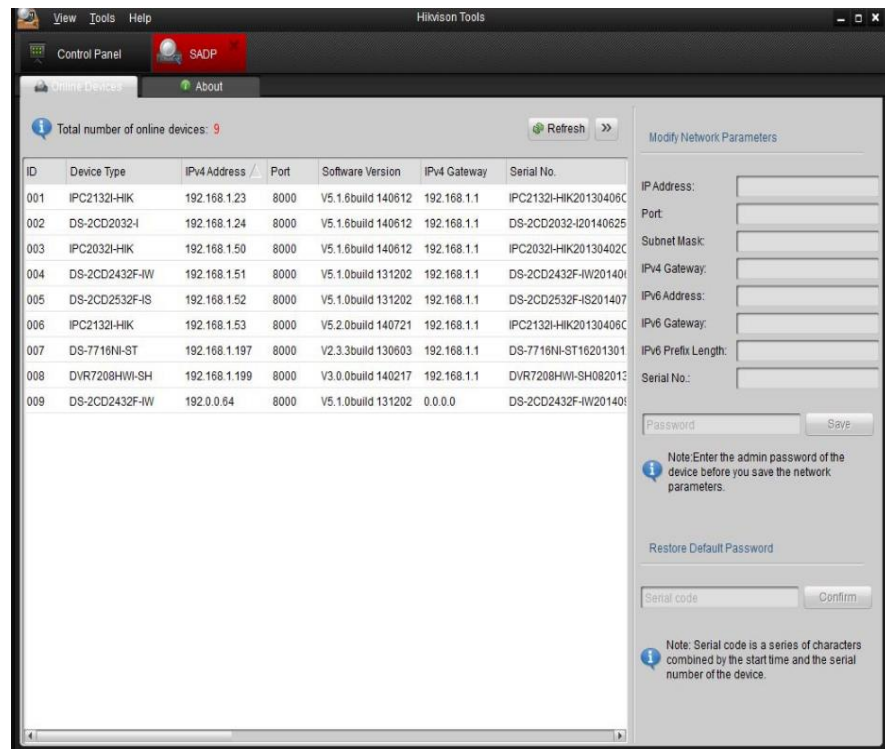 View Tools Help Hikvison Tools
Control Panel SADP
Online Devices About
Total number of online devices: 9 Refresh >>
ID Device Type IPv4 Address Port Software Version IPv4 Gateway Serial No.
001 IPC2132I-HIK 192.168.1.23 8000 V5.1.6build 140612 192.168.1.1 IPC2132I-HIK20130406C
002 DS-2CD2032-I 192.168.1.24 8000 V5.1.6build 140612 192.168.1.1 DS-2CD2032-I20140625
003 IPC2032I-HIK 192.168.1.50 8000 V5.1.6build 140612 192.168.1.1 IPC2032I-HIK20130402C
004 DS-2CD2432F-IW 192.168.1.51 8000 V5.1.0build 131202 192.168.1.1 DS-2CD2432F-IW20140
005 DS-2CD2532F-IS 192.168.1.52 8000 V5.1.0build 131202 192.168.1.1 DS-2CD2532F-IS201407
006 IPC2132I-HIK 192.168.1.53 8000 V5.2.0build 140721 192.168.1.1 IPC2132I-HIK20130406C
007 DS-7716NI-ST 192.168.1.197 8000 V2.3.3build 130603 192.168.1.1 DS-7716NI-ST16201301
008 DVR7208HWI-SH 192.168.1.199 8000 V3.0.0build 140217 192.168.1.1 DVR7208HWI-SH082013
009 DS-2CD2432F-IW 192.0.0.64 8000 V5.1.0build 131202 0.0.0.0 DS-2CD2432F-IW20140
Modify Network Parameters
IP Address:
Port:
Subnet Mask:
IPv4 Gateway:
IPv6 Address:
IPv6 Gateway:
IPv6 Prefix Length:
Serial No.:
Password Save
Note:Enter the admin password of the
device before you save the network
parameters.
Restore Default Password
Serial code Confirm
Note: Serial code is a series of characters
combined by the start time and the serial
number of the device.